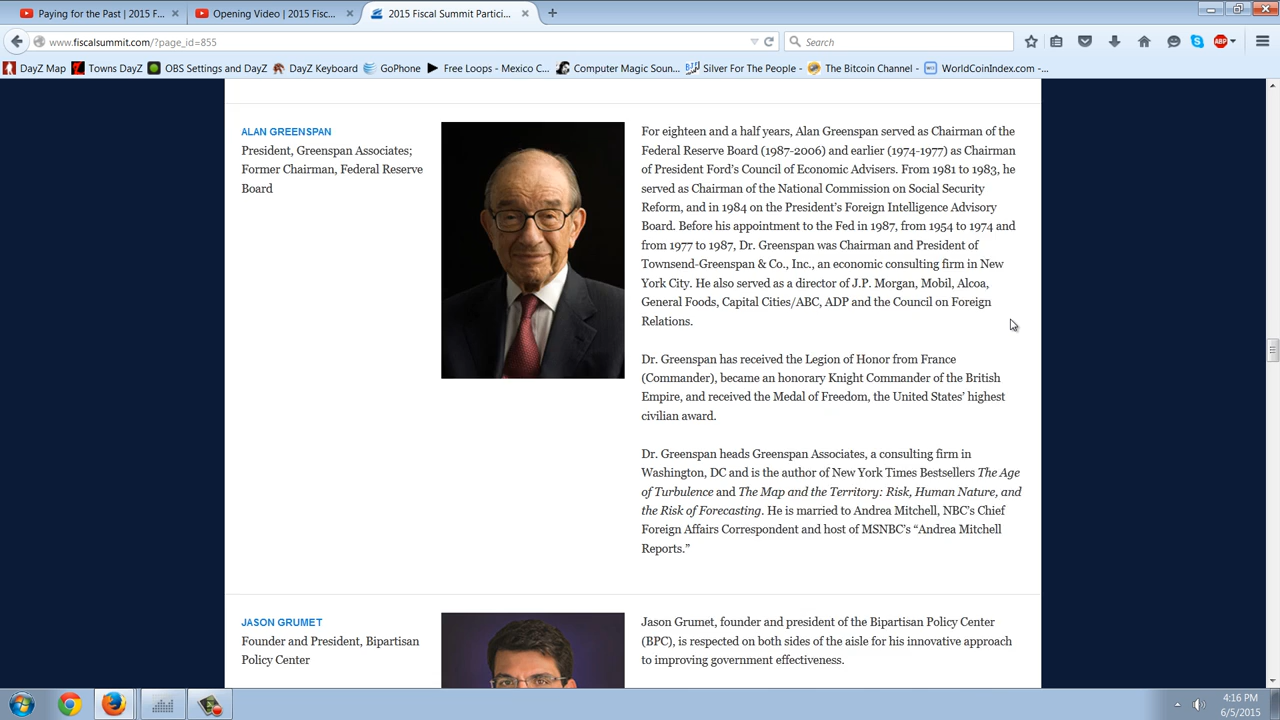 Paying for the Past | 2015 F...
Opening Video | 2015 Fisc...
2015 Fiscal Summit Partici...
www.fiscalsummit.com/?page_id=855
Search
ABP
DayZ Map
Towns DayZ
OBS Settings and DayZ
DayZ Keyboard
GoPhone
Free Loops - Mexico C...
Computer Magic Soun...
Silver For The People -
The Bitcoin Channel -
WorldCoinIndex.com -...
ALAN GREENSPAN
President, Greenspan Associates;
Former Chairman, Federal Reserve
Board
For eighteen and a half years, Alan Greenspan served as Chairman of the
Federal Reserve Board (1987-2006) and earlier (1974-1977) as Chairman
of President Ford's Council of Economic Advisers. From 1981 to 1983, he
served as Chairman of the National Commission on Social Security
Reform, and in 1984 on the President's Foreign Intelligence Advisory
Board. Before his appointment to the Fed in 1987, from 1954 to 1974 and
from 1977 to 1987, Dr. Greenspan was Chairman and President of
Townsend-Greenspan & Co., Inc., an economic consulting firm in New
York City. He also served as a director of J.P. Morgan, Mobil, Alcoa,
General Foods, Capital Cities/ABC, ADP and the Council on Foreign
Relations.
Dr. Greenspan has received the Legion of Honor from France
(Commander), became an honorary Knight Commander of the British
Empire, and received the Medal of Freedom, the United States' highest
civilian award.
Dr. Greenspan heads Greenspan Associates, a consulting firm in
Washington, DC and is the author of New York Times Bestsellers The Age
of Turbulence and The Map and the Territory: Risk, Human Nature, and
the Risk of Forecasting. He is married to Andrea Mitchell, NBC's Chief
Foreign Affairs Correspondent and host of MSNBC's "Andrea Mitchell
Reports."
JASON GRUMET
Founder and President, Bipartisan
Policy Center
Jason Grumet, founder and president of the Bipartisan Policy Center
(BPC), is respected on both sides of the aisle for his innovative approach
to improving government effectiveness.
4:16 PM
6/5/2015